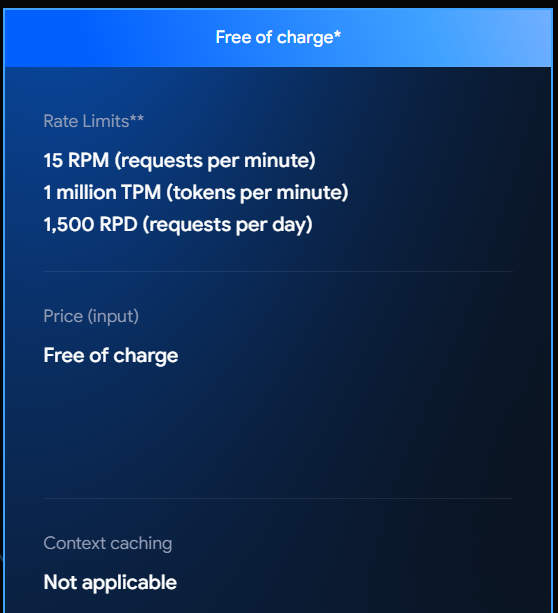 Free of charge*
Rate Limits**
15 RPM (requests per minute)
1 million TPM (tokens per minute)
1,500 RPD (requests per day)
Price (input)
Free of charge
Context caching
Not applicable